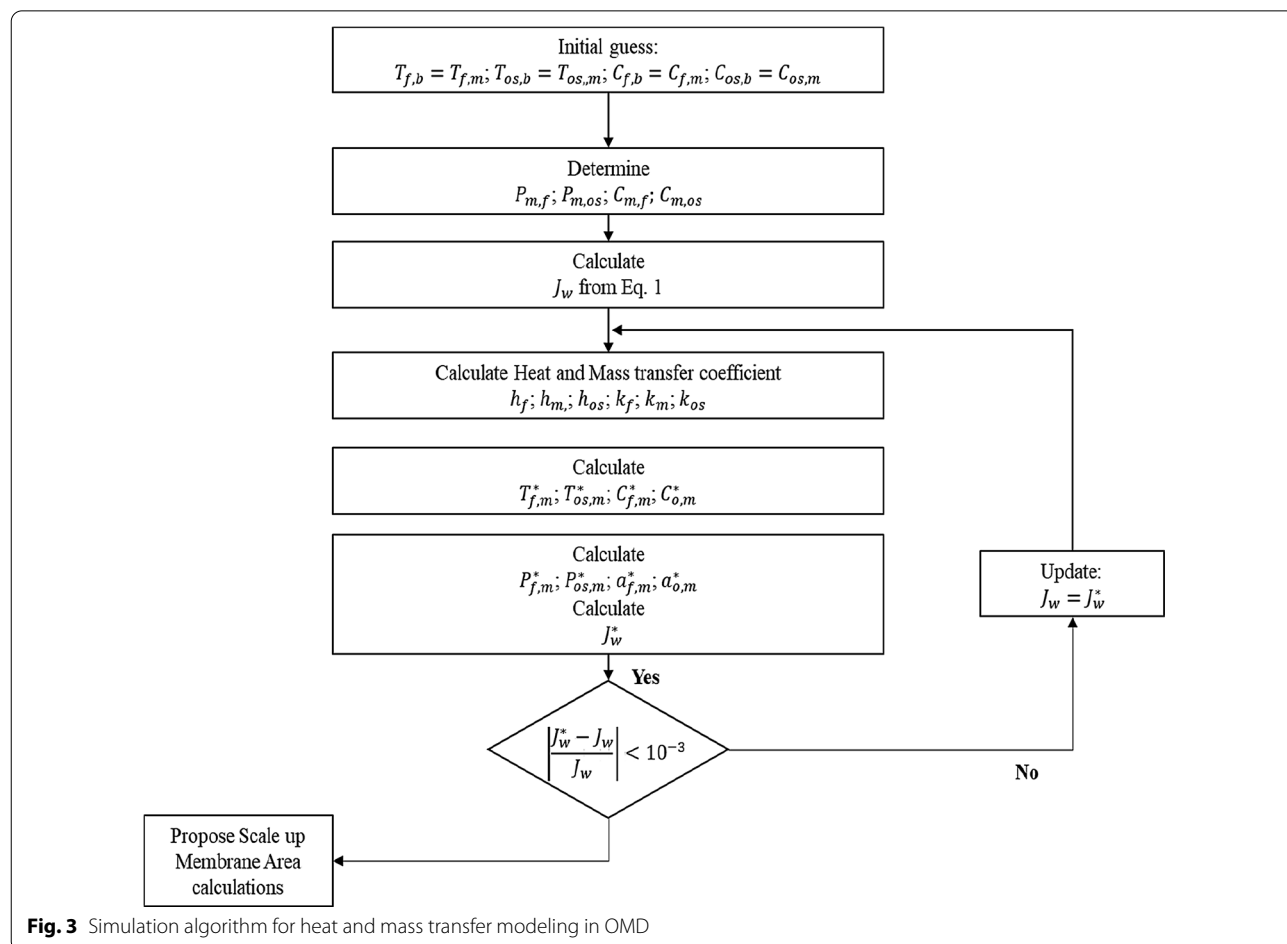 Initial guess:
T_{f,b} = T_{f,m}; T_{os,b} = T_{os,,m}; C_{f,b} = C_{f,m}; C_{os,b} = C_{os,m}
Determine
P_{m,f}; P_{m,os}; C_{m,f}; C_{m,os}
Calculate
J_w from Eq. 1
Calculate Heat and Mass transfer coefficient
h_f; h_{m,}; h_{os}; k_f; k_m; k_{os}
Calculate
T^*_{f,m}; T^*_{os,m}; C^*_{f,m}; C^*_{o,m}
Calculate
P^*_{f,m}; P^*_{os,m}; a^*_{f,m}; a^*_{o,m}
Calculate
J^*_w
Update:
J_w = J^*_w
Yes
|\frac{J^*_w − J_w}{J_w}| < 10^{−3}
No
Propose Scale up
Membrane Area
calculations
Fig. 3 Simulation algorithm for heat and mass transfer modeling in OMD